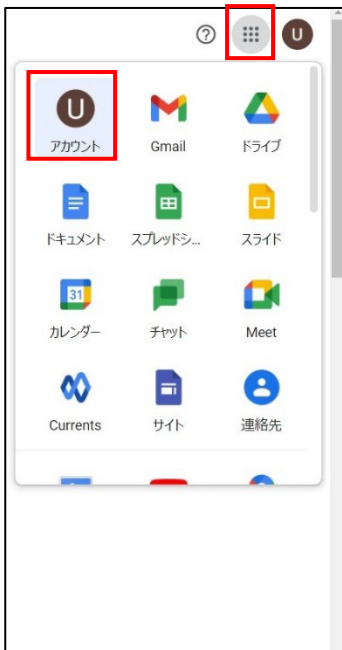 U
U
アカウント Gmail ドライブ
ドキュメント スプレッドシ... スライド
31
カレンダー チャット Meet
Currents サイト 連絡先